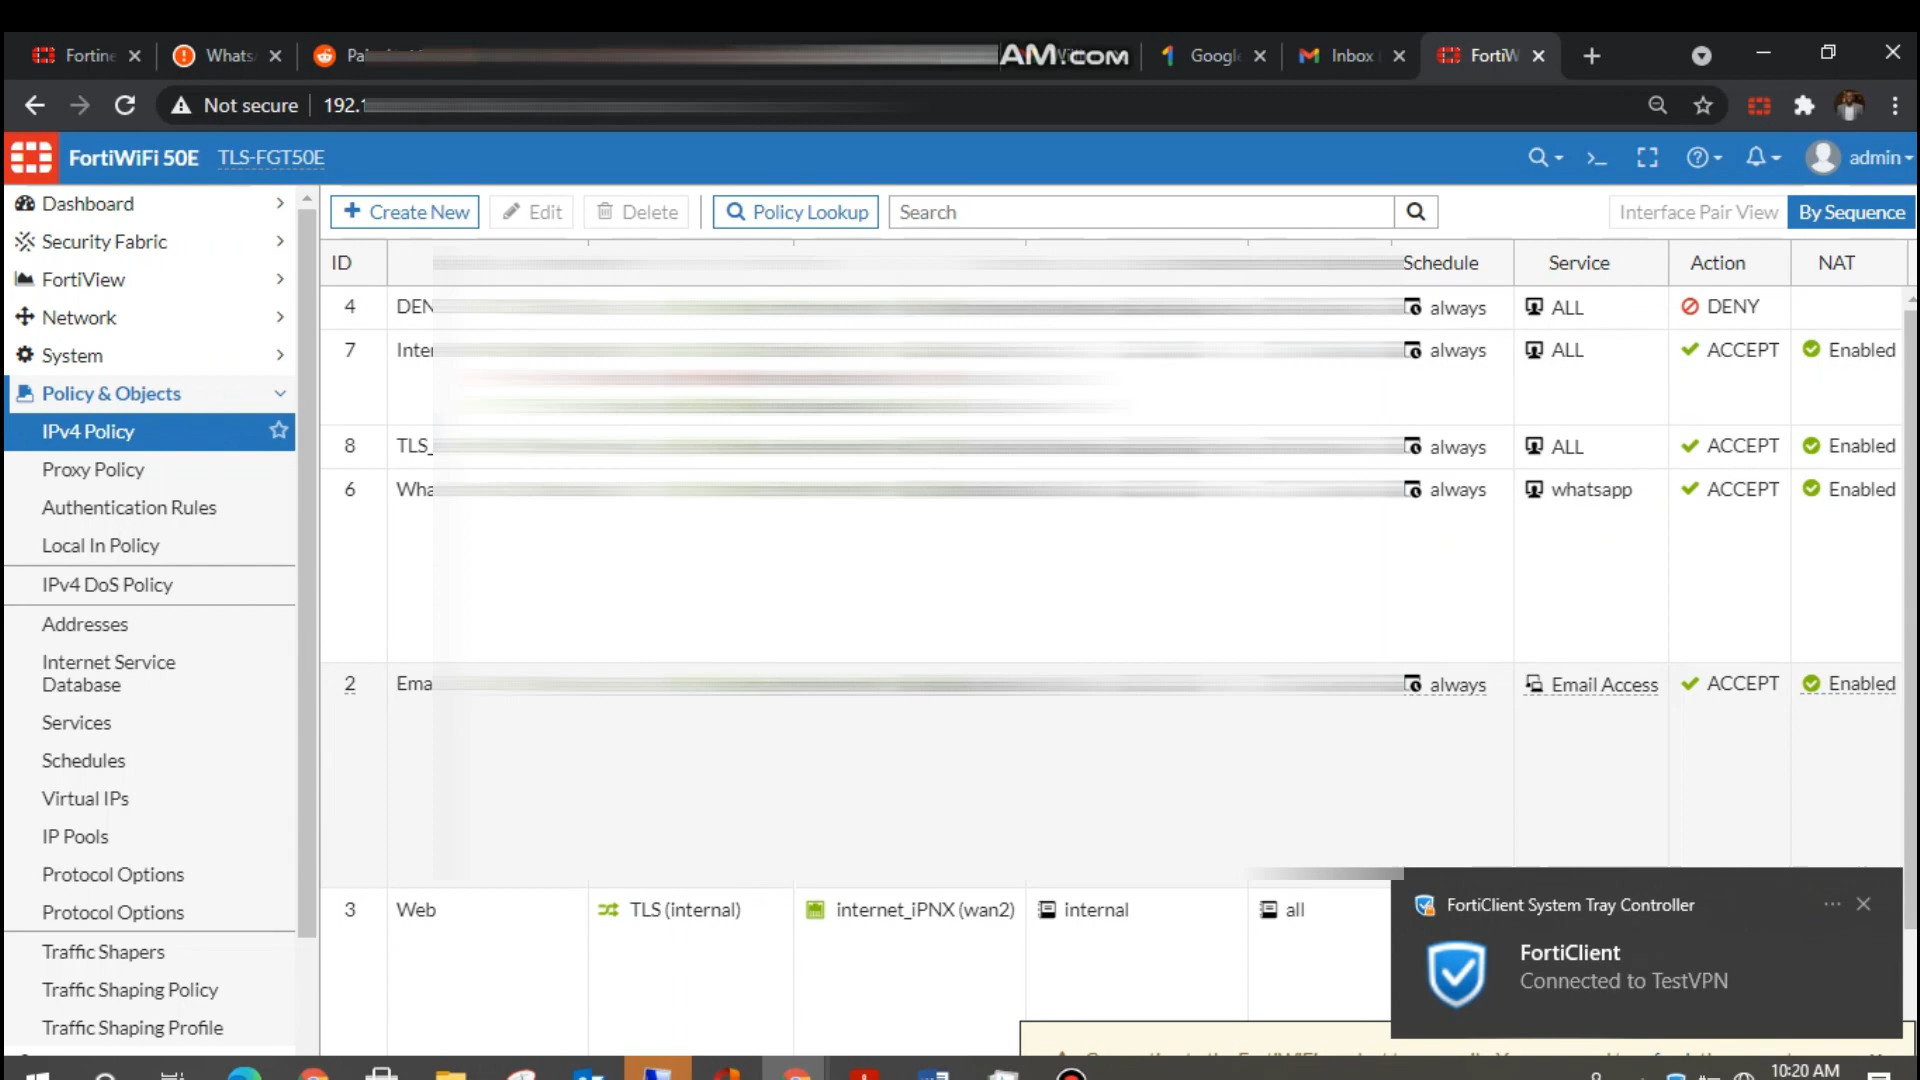 Fortine
Whats
Pa
AM.com
Googl
Inbox
FortiW
Not secure
192.1
FortiWiFi 50E
TLS-FGT50E
admin
Dashboard
Security Fabric
FortiView
Network
System
Policy & Objects
IPv4 Policy
Proxy Policy
Authentication Rules
Local In Policy
IPv4 DoS Policy
Addresses
Internet Service
Database
Services
Schedules
Virtual IPs
IP Pools
Protocol Options
Protocol Options
Traffic Shapers
Traffic Shaping Policy
Traffic Shaping Profile
Create New
Edit
Delete
Policy Lookup
Search
Interface Pair View
By Sequence
ID Schedule Service Action NAT
4 DEN always ALL DENY
7 Inter always ALL ACCEPT Enabled
8 TLS_ always ALL ACCEPT Enabled
6 Wha always whatsapp ACCEPT Enabled
2 Ema always Email Access ACCEPT Enabled
3 Web TLS (internal) internet_iPNX (wan2) internal all
FortiClient System Tray Controller
FortiClient
Connected to TestVPN
10:20 AM